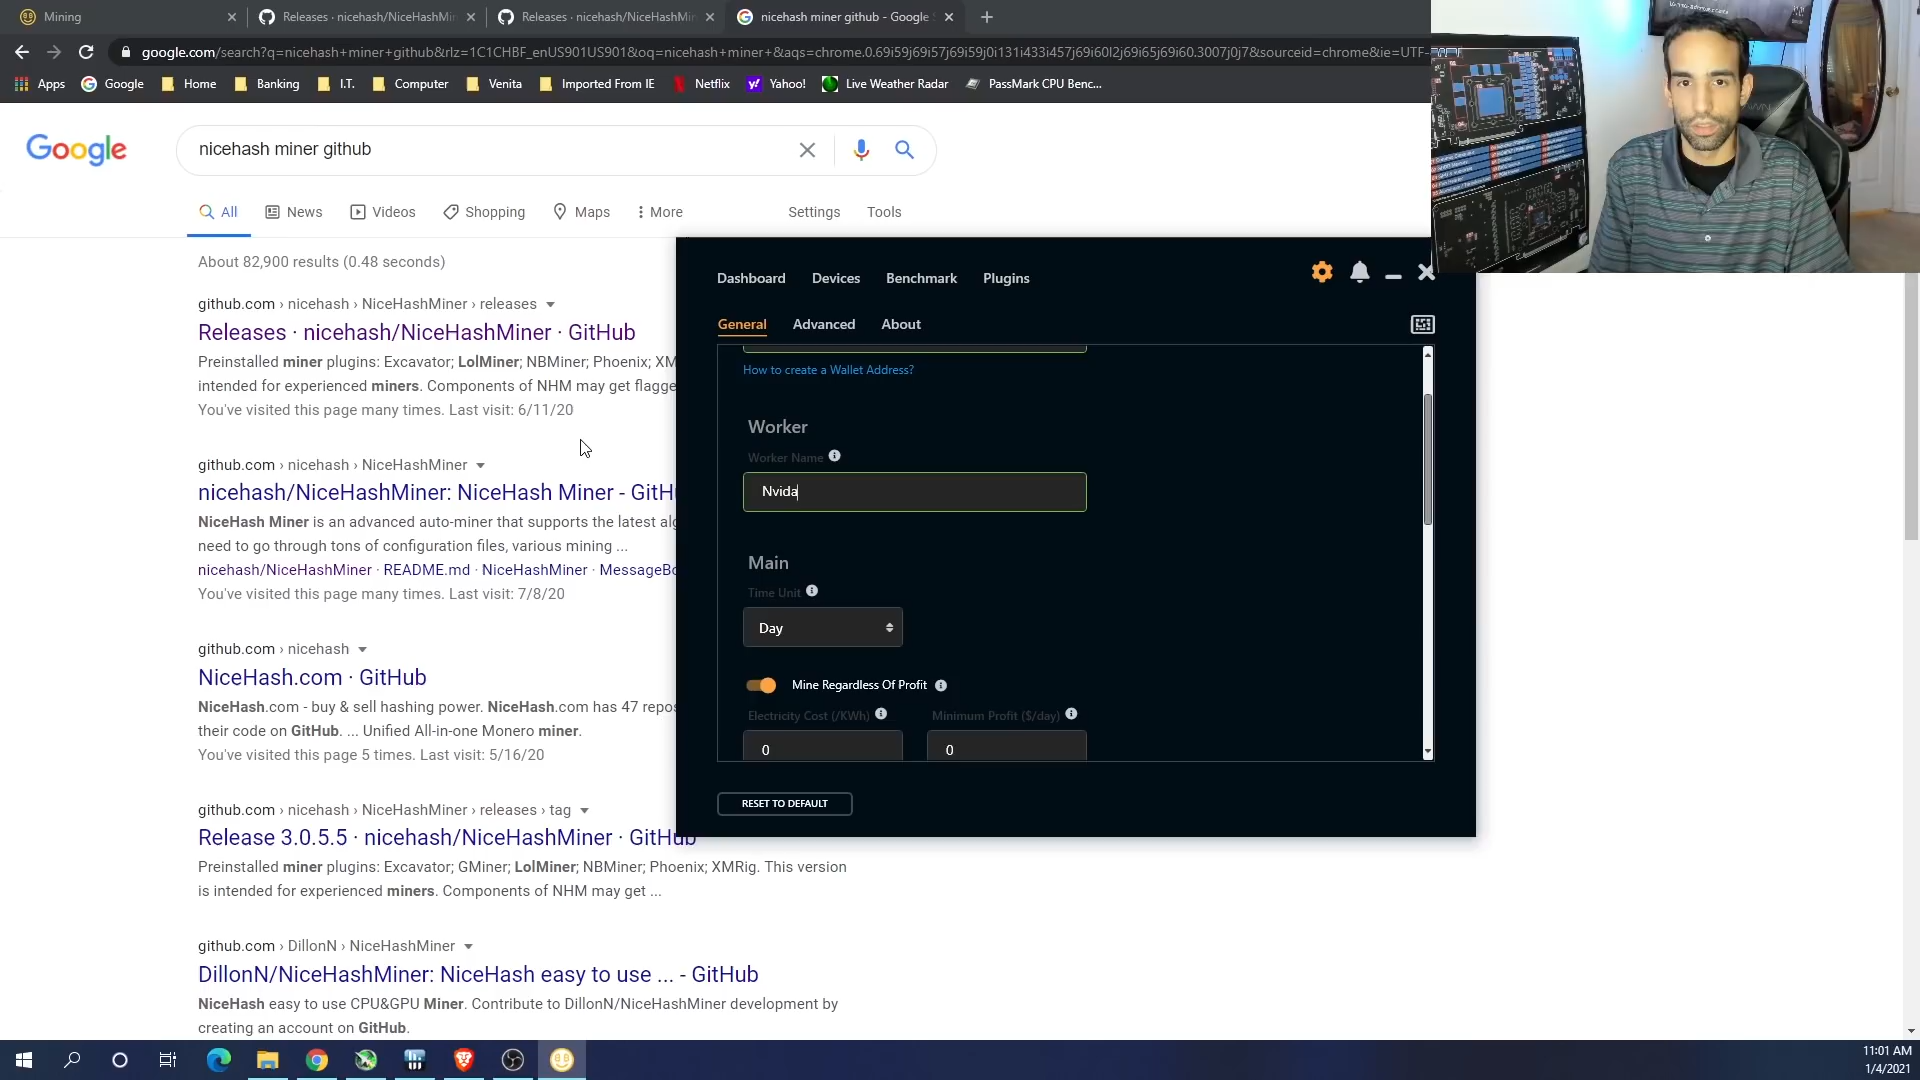 Mining
Releases · nicehash/NiceHashMin
Releases · nicehash/NiceHashMin
nicehash miner github - Google S
google.com/search?q=nicehash+miner+github&rlz=1C1CHBF_enUS901US901&oq=nicehash+miner+&aqs=chrome.0.69i59j69i57j69i59j0i131i433i457j69i60l2j69i65j69i60.3007j0j7&sourceid=chrome&ie=UTF-
Apps
Google
Home
Banking
I.T.
Computer
Venita
Imported From IE
Netflix
Yahoo!
Live Weather Radar
PassMark CPU Benc...
Google
nicehash miner github
All
News
Videos
Shopping
Maps
More
Settings
Tools
About 82,900 results (0.48 seconds)
github.com › nicehash › NiceHashMiner › releases
Releases · nicehash/NiceHashMiner · GitHub
Preinstalled miner plugins: Excavator; LolMiner; NBMiner; Phoenix; XM
intended for experienced miners. Components of NHM may get flagge
You've visited this page many times. Last visit: 6/11/20
github.com › nicehash › NiceHashMiner
nicehash/NiceHashMiner: NiceHash Miner - GitHu
NiceHash Miner is an advanced auto-miner that supports the latest alg
need to go through tons of configuration files, various mining ...
nicehash/NiceHashMiner · README.md · NiceHashMiner · MessageBo
You've visited this page many times. Last visit: 7/8/20
github.com › nicehash
NiceHash.com · GitHub
NiceHash.com - buy & sell hashing power. NiceHash.com has 47 repos
their code on GitHub. ... Unified All-in-one Monero miner.
You've visited this page 5 times. Last visit: 5/16/20
github.com › nicehash › NiceHashMiner › releases › tag
Release 3.0.5.5 · nicehash/NiceHashMiner · GitHub
Preinstalled miner plugins: Excavator; GMiner; LolMiner; NBMiner; Phoenix; XMRig. This version
is intended for experienced miners. Components of NHM may get ...
github.com › DillonN › NiceHashMiner
DillonN/NiceHashMiner: NiceHash easy to use ... - GitHub
NiceHash easy to use CPU&GPU Miner. Contribute to DillonN/NiceHashMiner development by
creating an account on GitHub.
Dashboard
Devices
Benchmark
Plugins
General
Advanced
About
How to create a Wallet Address?
Worker
Worker Name
Nvida
Main
Time Unit
Day
Mine Regardless Of Profit
Electricity Cost (/KWh)
Minimum Profit ($/day)
0
0
RESET TO DEFAULT
11:01 AM
1/4/2021